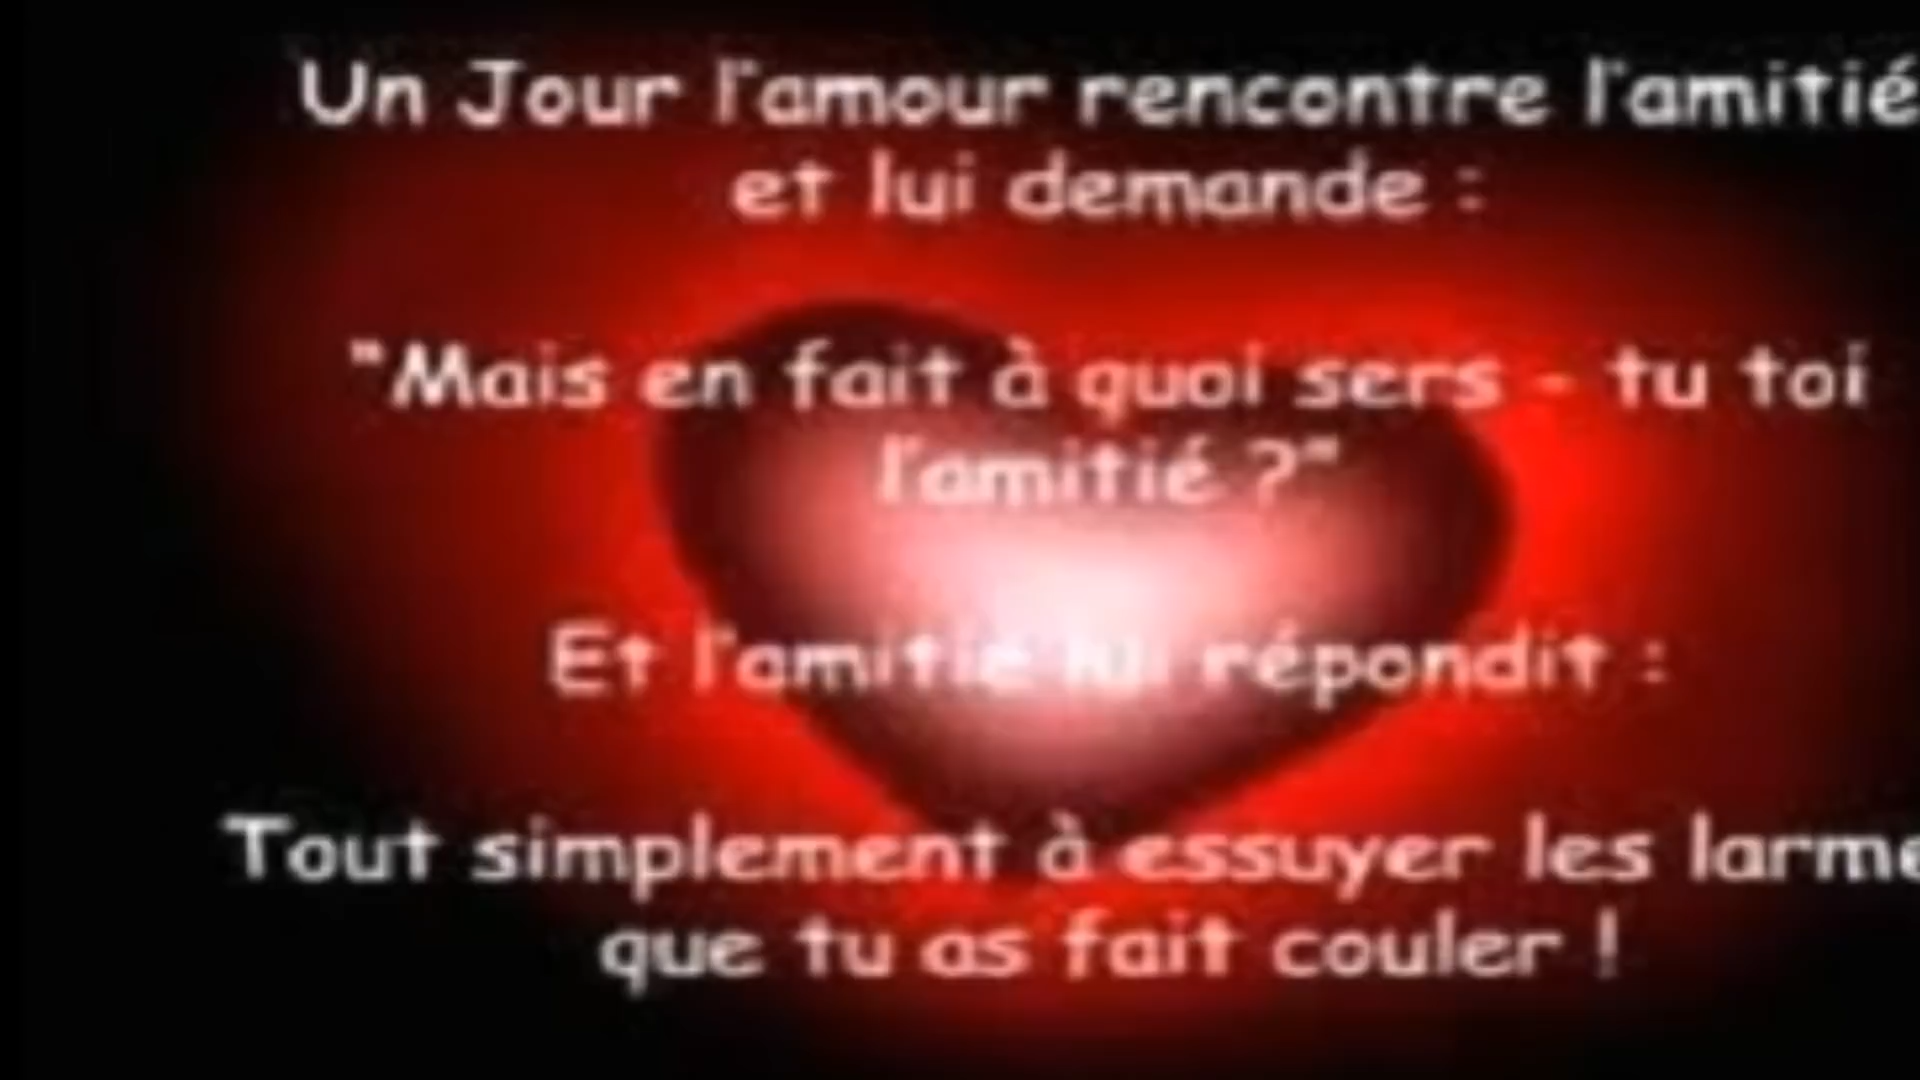 Un Jour l'amour rencontre l'amitié
et lui demande :
"Mais en fait à quoi sers - tu toi
l'amitié ?"
Et l'amitié lui répondit :
Tout simplement à essuyer les larme
que tu as fait couler !